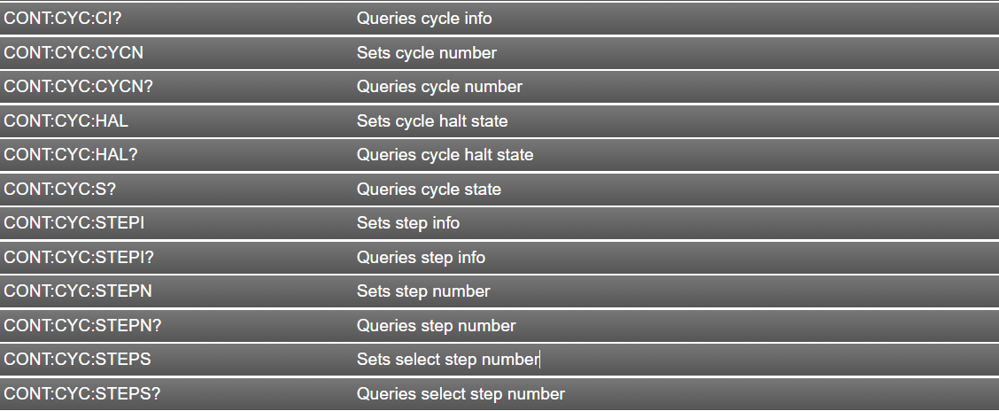 CONT:CYC:CI? Queries cycle info
CONT:CYC:CYCN Sets cycle number
CONT:CYC:CYCN? Queries cycle number
CONT:CYC:HAL Sets cycle halt state
CONT:CYC:HAL? Queries cycle halt state
CONT:CYC:S? Queries cycle state
CONT:CYC:STEPI Sets step info
CONT:CYC:STEPI? Queries step info
CONT:CYC:STEPN Sets step number
CONT:CYC:STEPN? Queries step number
CONT:CYC:STEPS Sets select step number
CONT:CYC:STEPS? Queries select step number